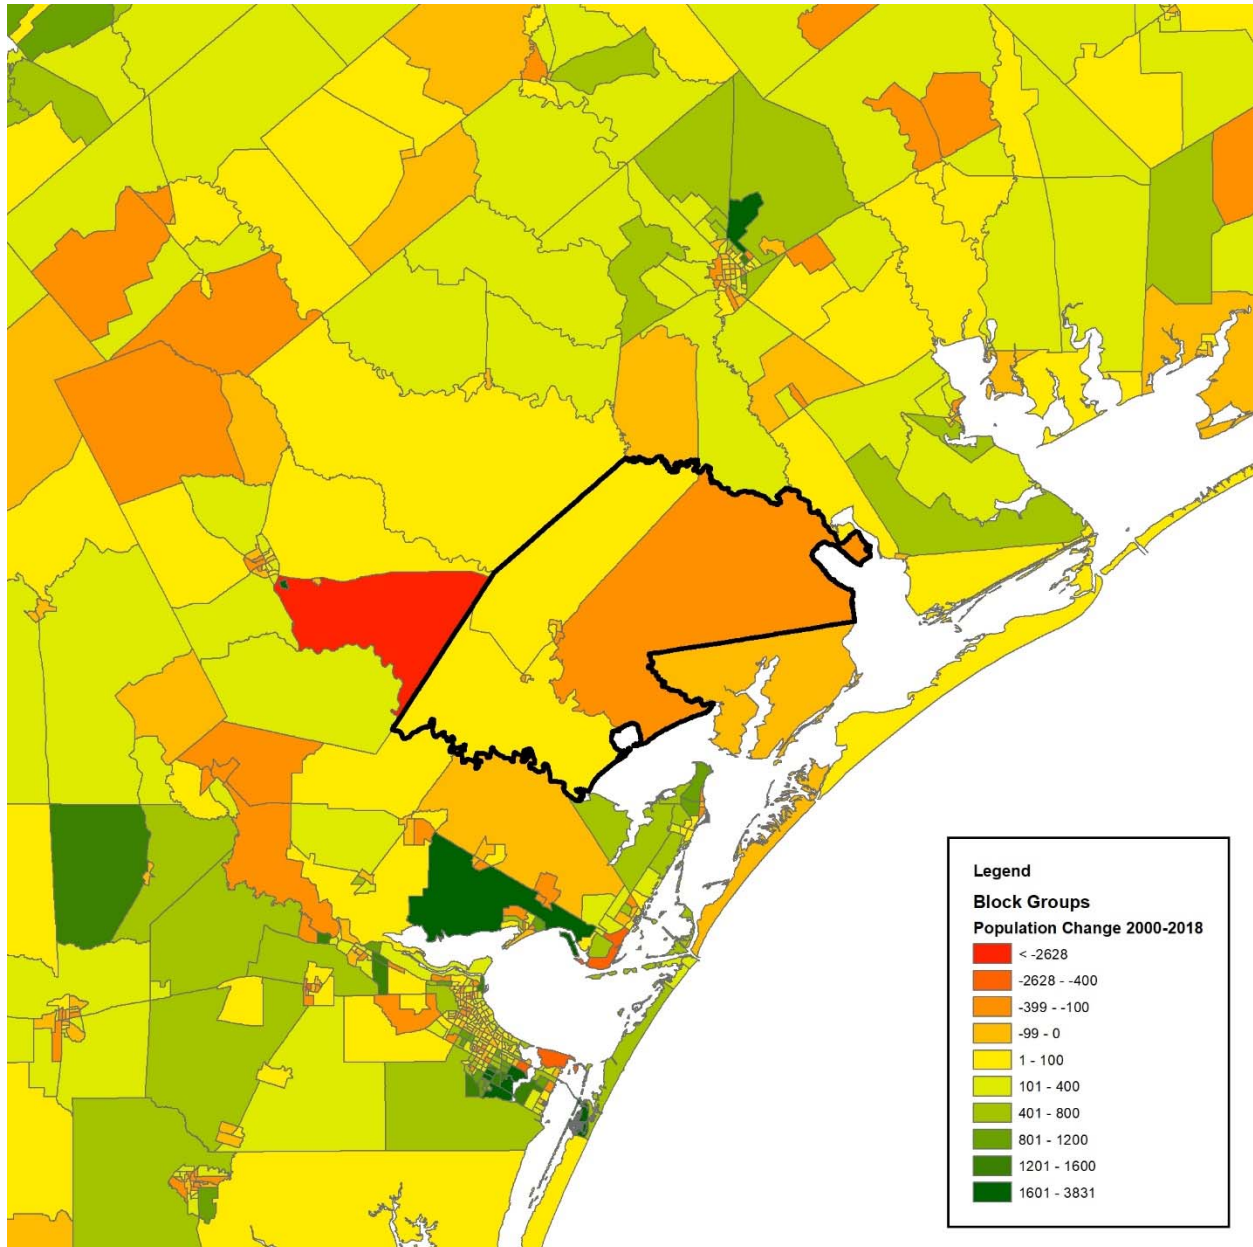 Legend
Block Groups
Population Change 2000-2018
< -2628
-2628 - -400
-399 - -100
-99 - 0
1 - 100
101 - 400
401 - 800
801 - 1200
1201 - 1600
1601 - 3831